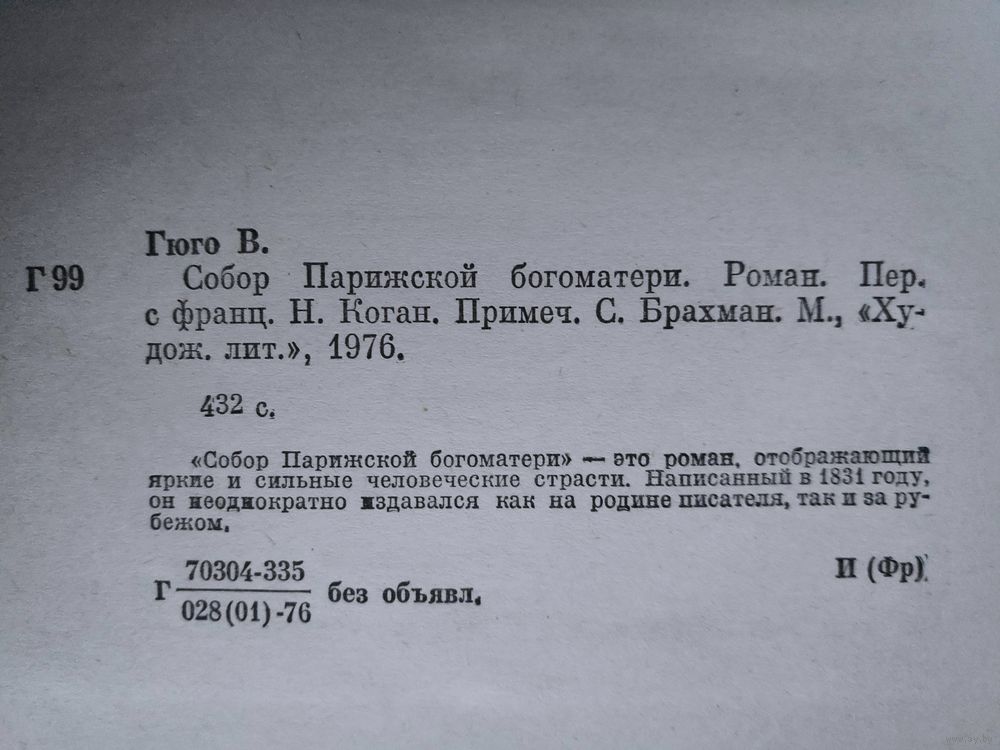 Гюго В.
Г 99 Собор Парижской богоматери. Роман. Пер.
с франц. Н. Коган. Примеч. С. Брахман. М., «Ху-
дож. лит.», 1976.
432 с.
«Собор Парижской богоматери» — это роман, отображающий
яркие и сильные человеческие страсти. Написанный в 1831 году,
он неоднократно издавался как на родине писателя, так и за ру-
бежом.
70304-335
Г без объявл.
028(01)-76
И (Фр)